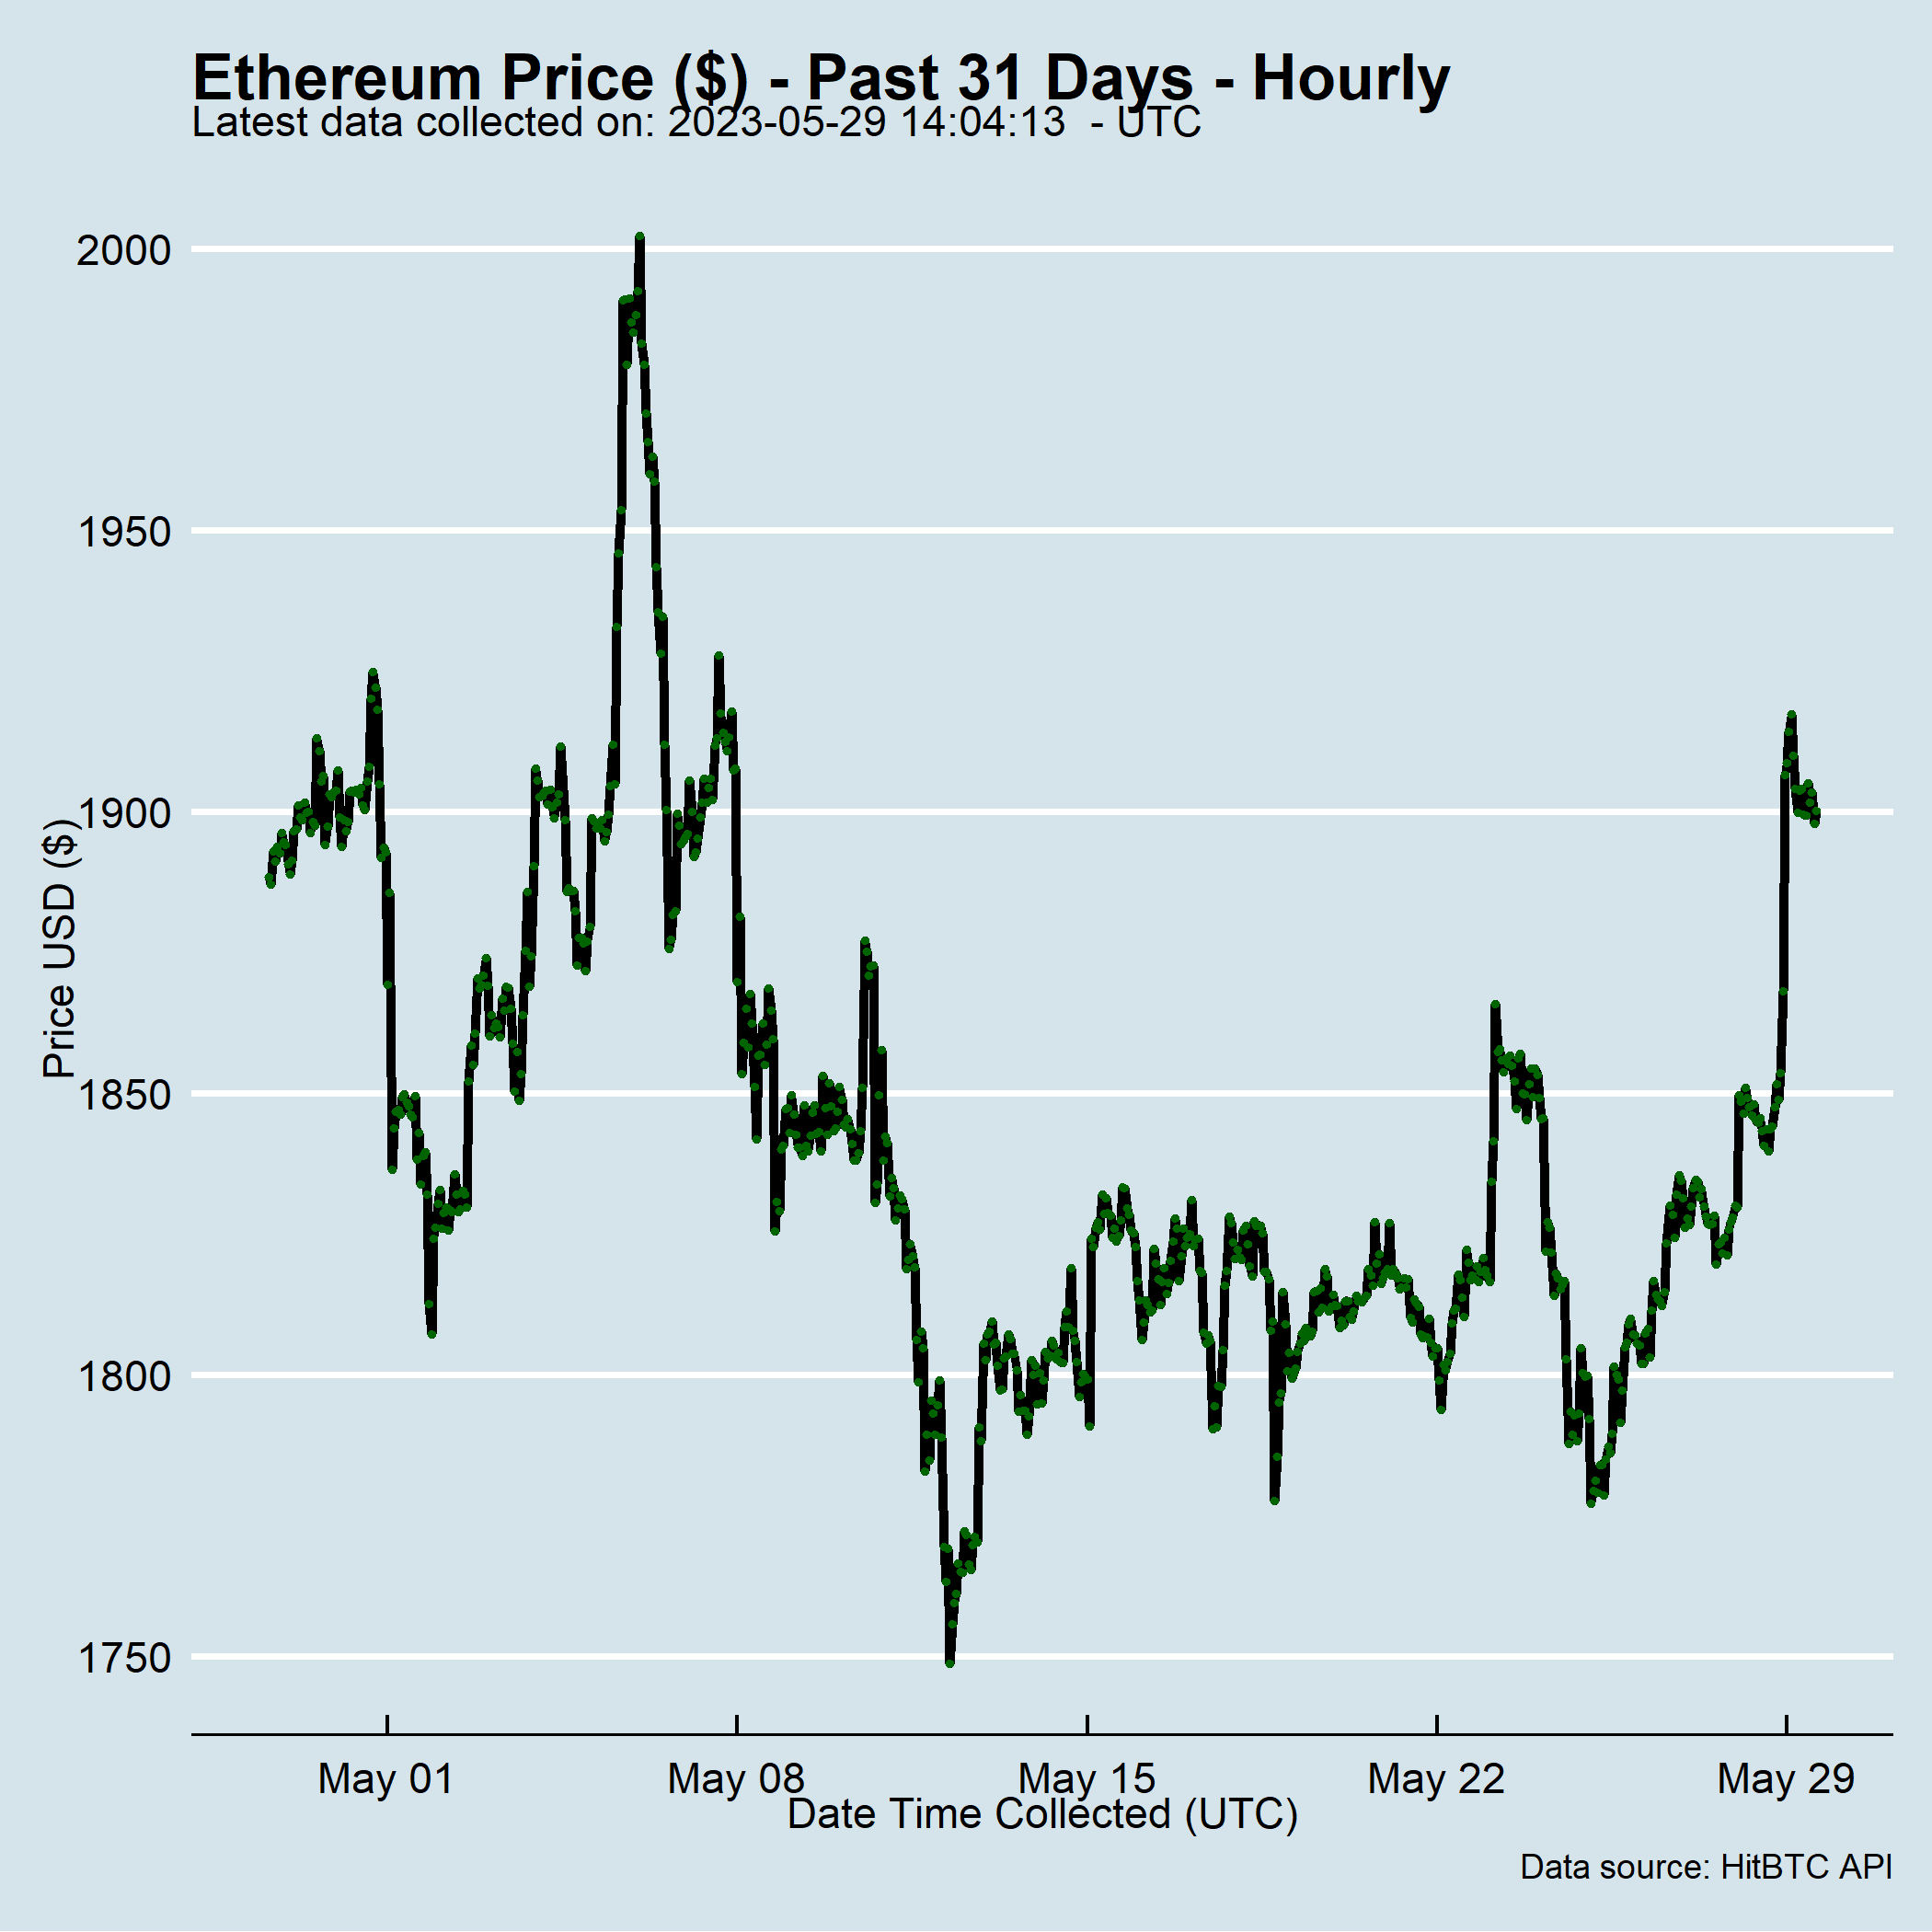 Ethereum Price ($) - Past 31 Days - Hourly
Latest data collected on: 2023-05-29 14:04:13  - UTC
Price USD ($)
2000
1950
1900
1850
1800
1750
May 01 May 08 May 15 May 22 May 29
Date Time Collected (UTC)
Data source: HitBTC API